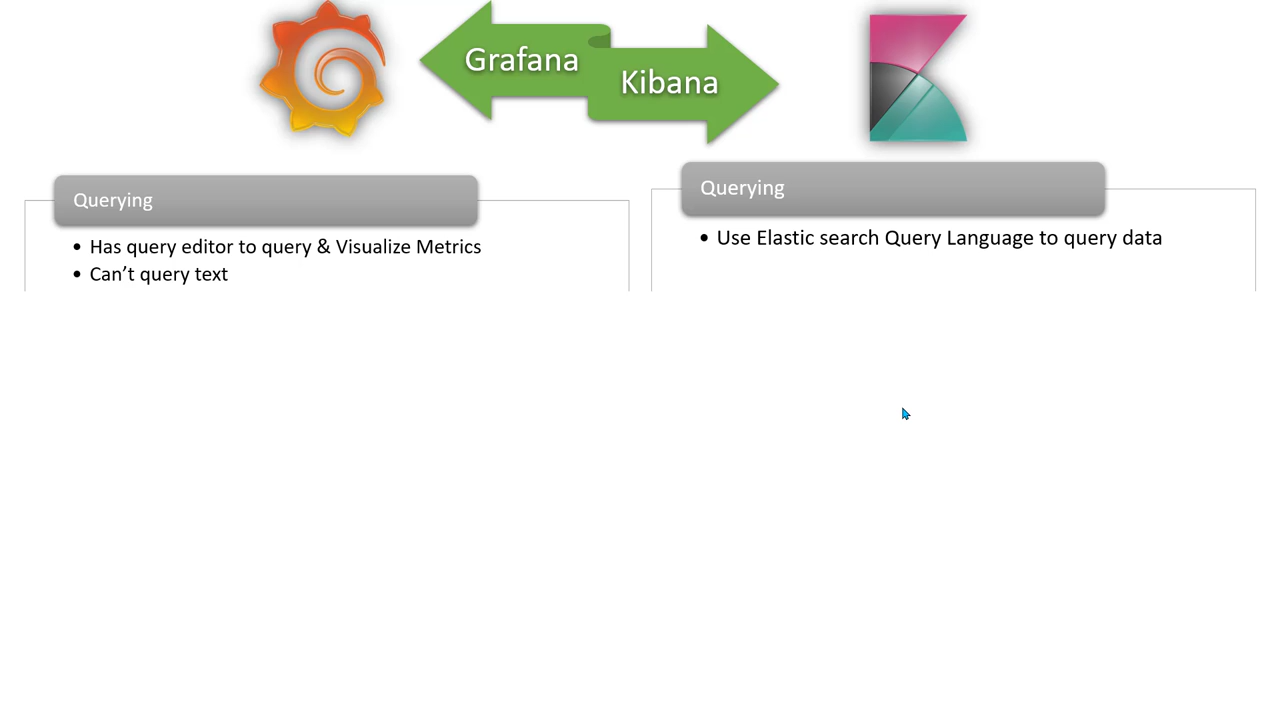 Grafana
Kibana
Querying
• Has query editor to query & Visualize Metrics
• Can’t query text
Querying
• Use Elastic search Query Language to query data